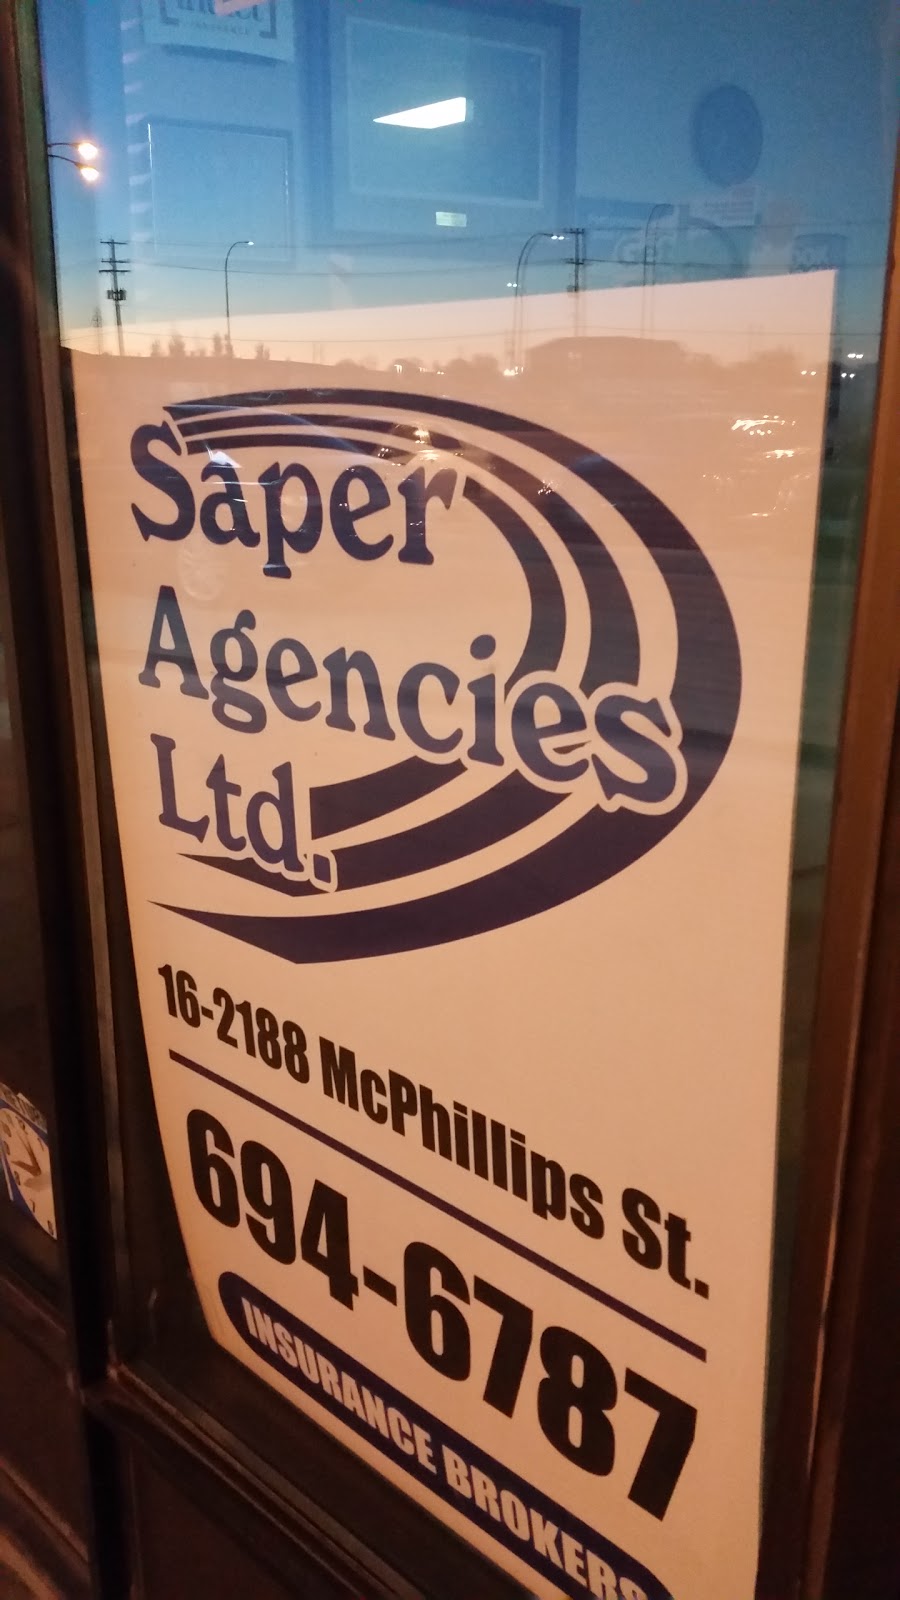 Saper
Agencies
Ltd.
16-2188 McPhillips St.
694-6787
INSURANCE BROKERS